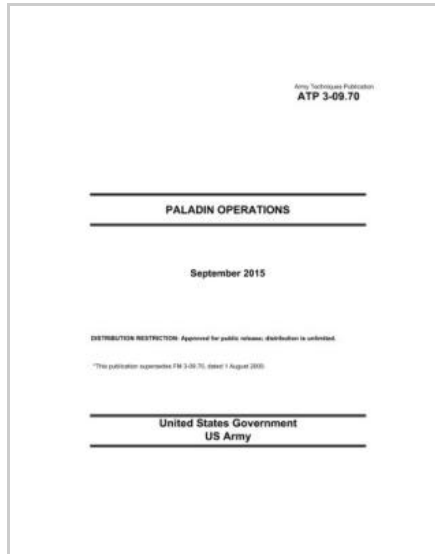 Army Techniques Publication
ATP 3-09.70
PALADIN OPERATIONS
September 2015
DISTRIBUTION RESTRICTION: Approved for public release; distribution is unlimited.
*This publication supersedes FM 3-09.70, dated 1 August 2000.
United States Government
US Army